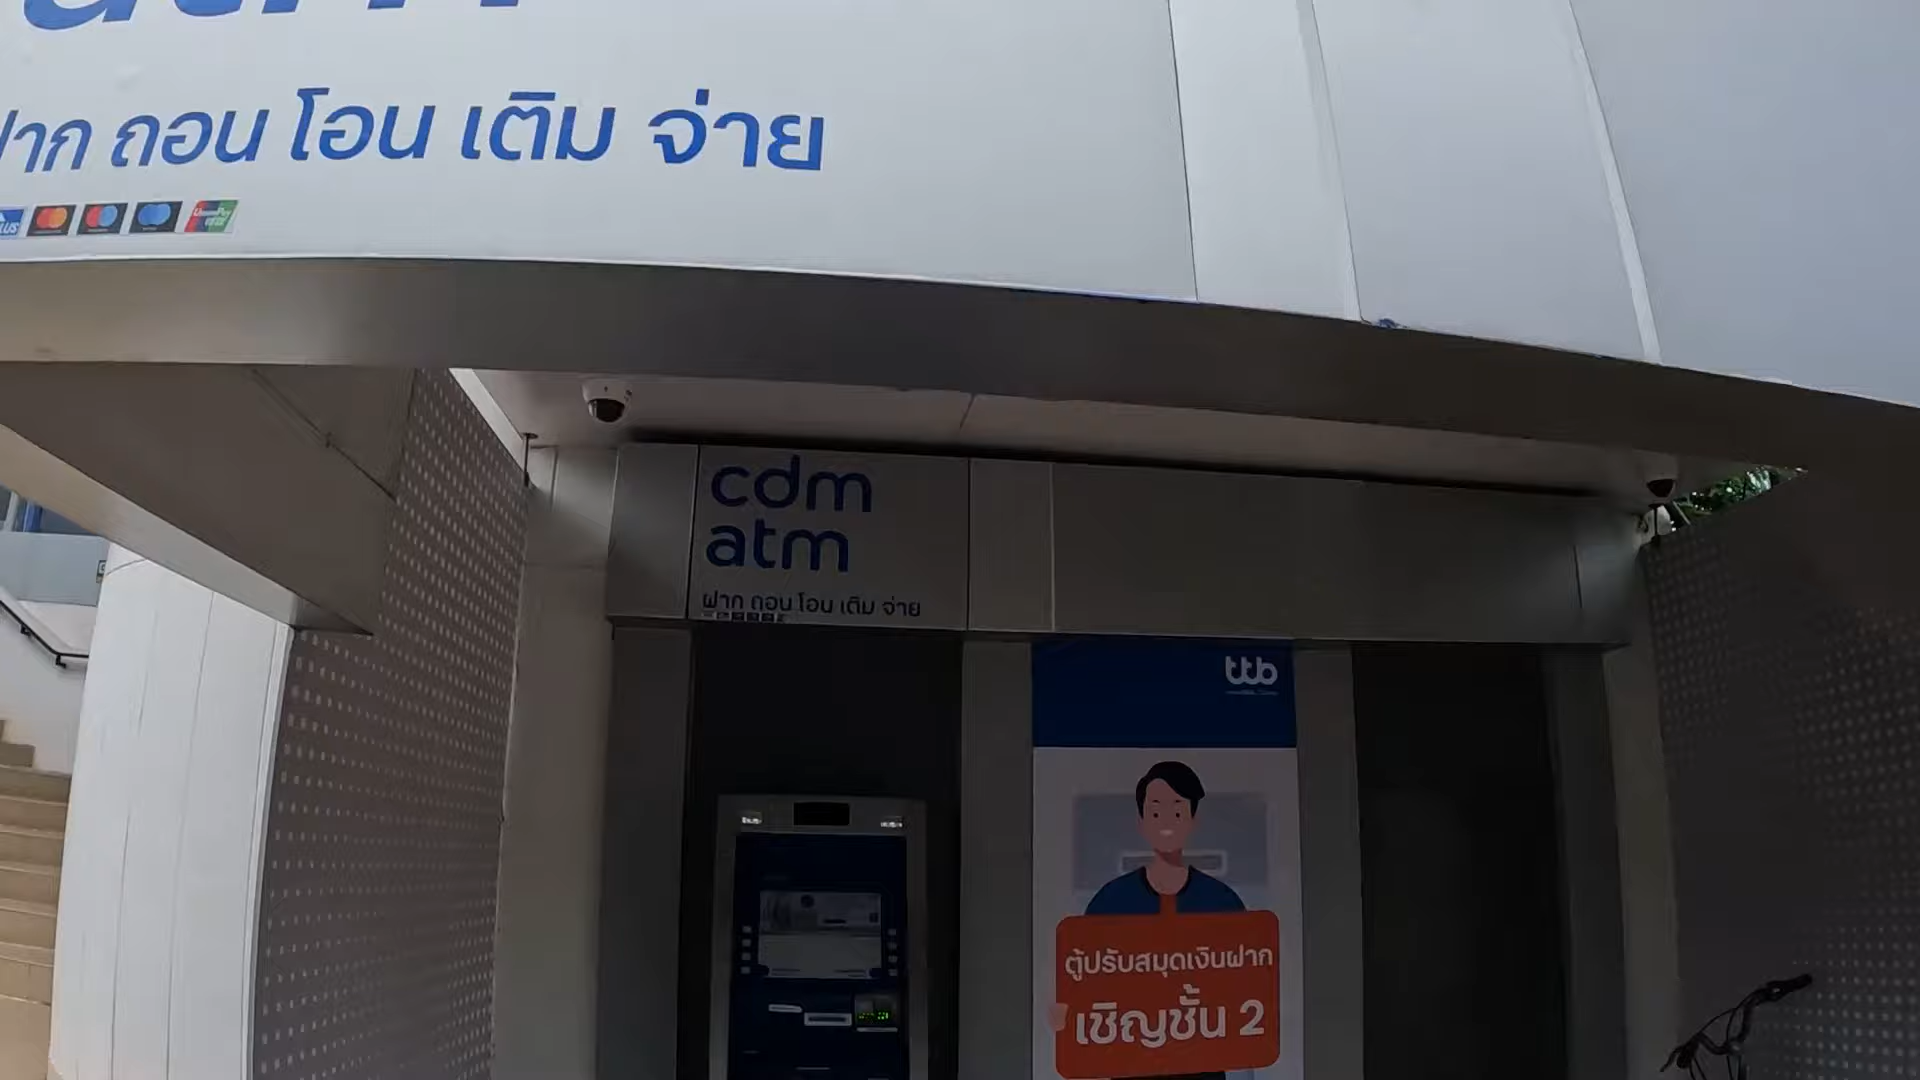 ฝาก ถอน โอน เติม จ่าย
PLUS
UnionPay
cdm
atm
ฝาก ถอน โอน เติม จ่าย
ttb
ตู้ปรับสมุดเงินฝาก
เชิญชั้น 2